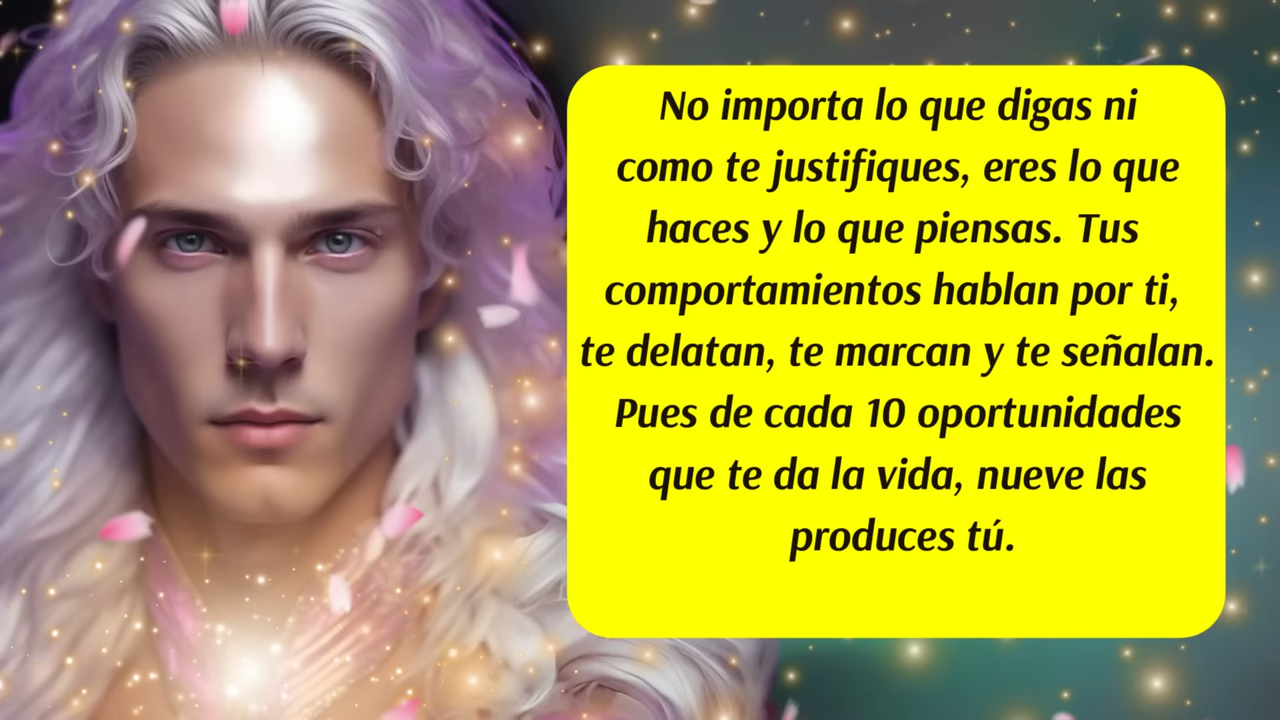 No importa lo que digas ni
como te justifiques, eres lo que
haces y lo que piensas. Tus
comportamientos hablan por ti,
te delatan, te marcan y te señalan.
Pues de cada 10 oportunidades
que te da la vida, nueve las
produces tú.